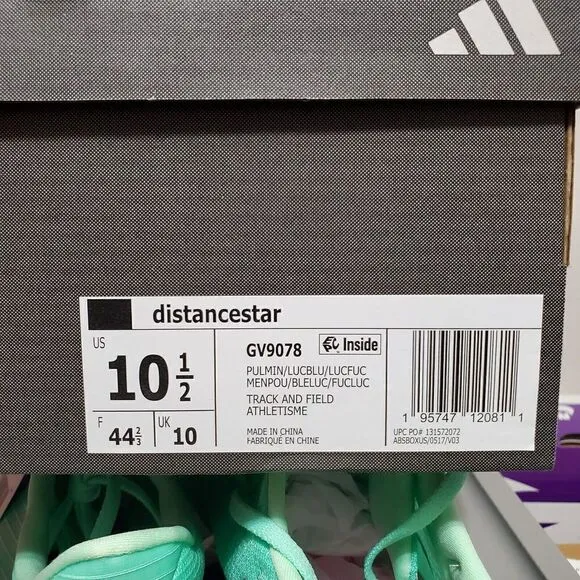 distancestar
US
10 1/2
F
44 2/3
UK
10
GV9078
Inside
PULMIN/LUCBLU/LUCFUC
MENPOU/BLELUC/FUCLUC
TRACK AND FIELD
ATHLETISME
MADE IN CHINA
FABRIQUÉ EN CHINE
1 95747 12081 1
UPC PO# 131572072
ABSBOXUS/0517/V03